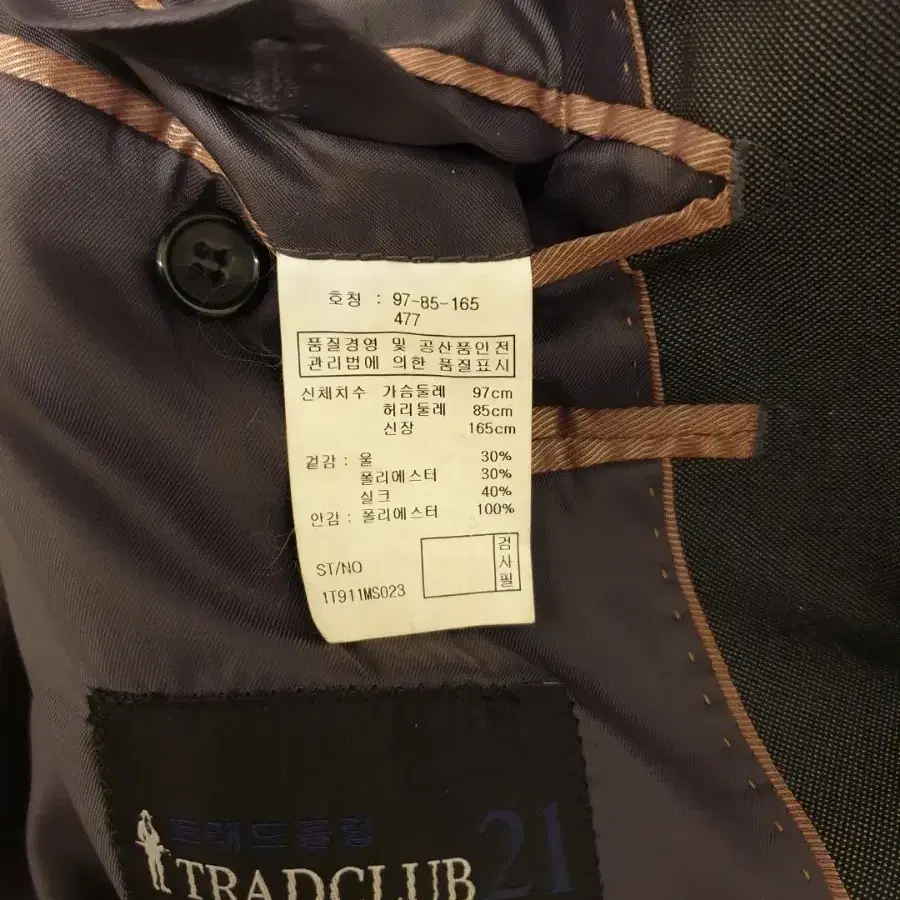 호칭 : 97-85-165
477
품질경영 및 공산품안전
관리법에 의한 품질표시
신체치수 가슴둘레 97cm
허리둘레 85cm
신장 165cm
겉감 : 울 30%
폴리에스터 30%
실크 40%
안감 : 폴리에스터 100%
ST/NO
1T911MS023
검사필
트래드클럽
TRADCLUB 21